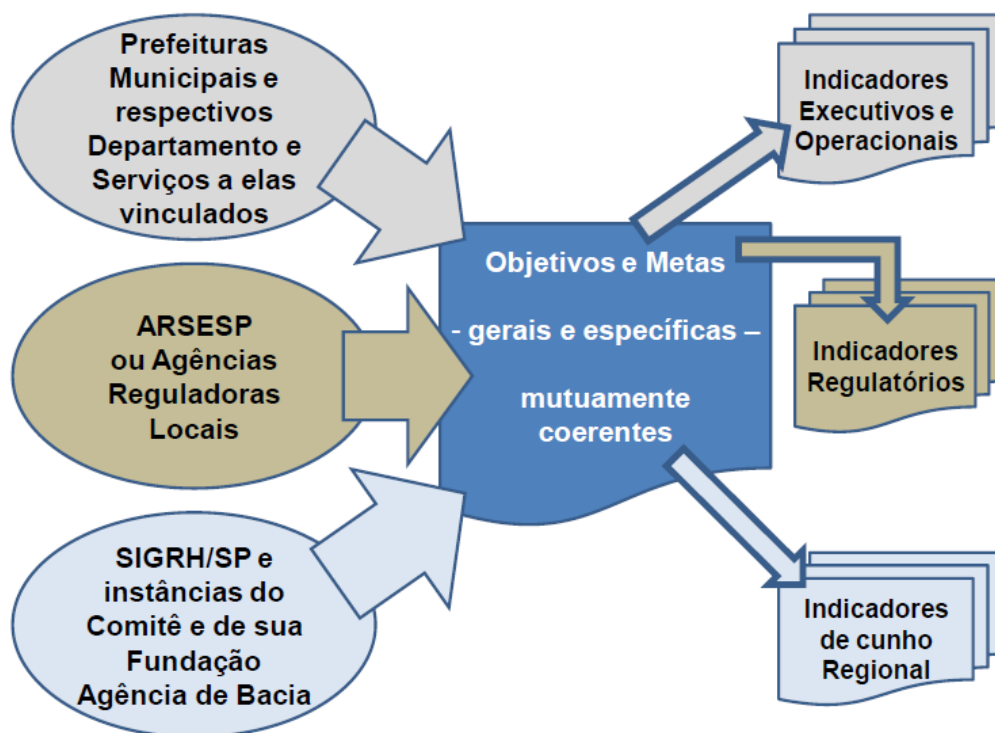 Prefeituras
Municipais e
respectivos
Departamento e
Serviços a elas
vinculados
ARSESP
ou Agências
Reguladoras
Locais
SIGRH/SP e
instâncias do
Comitê e de sua
Fundação
Agência de Bacia
Objetivos e Metas
- gerais e específicas –
mutuamente
coerentes
Indicadores
Executivos e
Operacionais
Indicadores
Regulatórios
Indicadores
de cunho
Regional